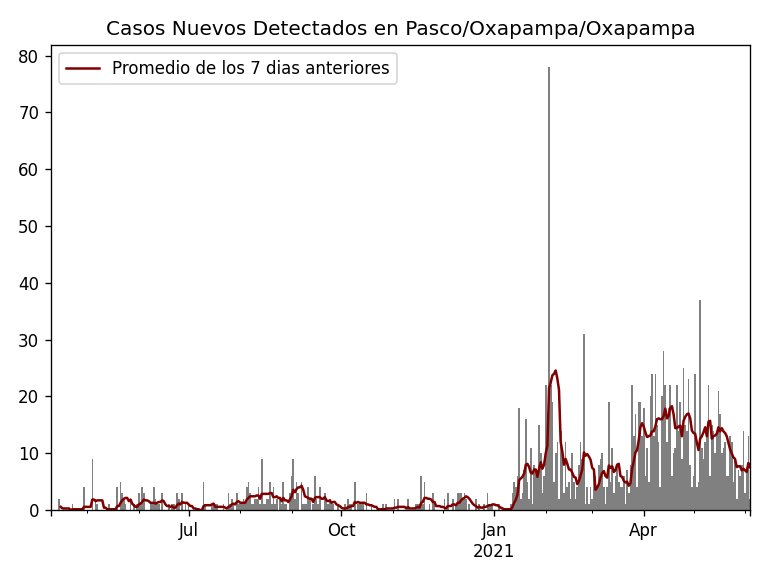 Casos Nuevos Detectados en Pasco/Oxapampa/Oxapampa
Promedio de los 7 dias anteriores
80
70
60
50
40
30
20
10
0
Jul
Oct
Jan
2021
Apr